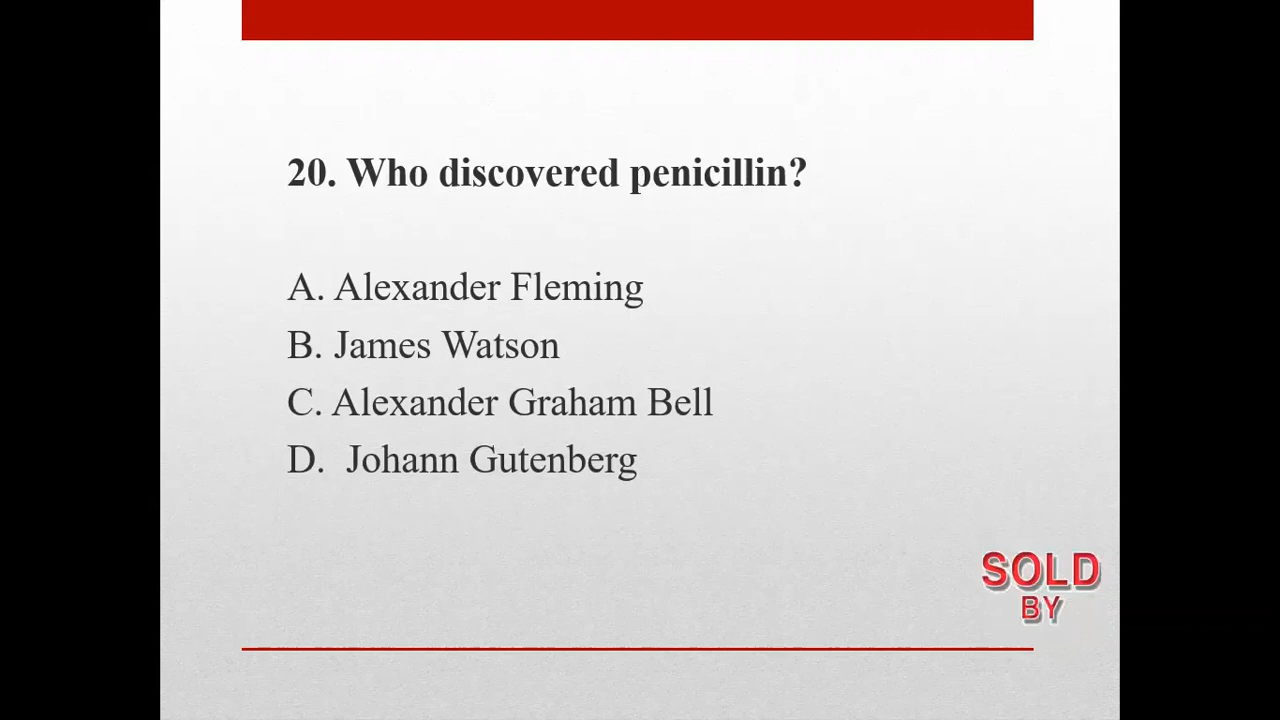 20. Who discovered penicillin?
A. Alexander Fleming
B. James Watson
C. Alexander Graham Bell
D. Johann Gutenberg
SOLD
BY